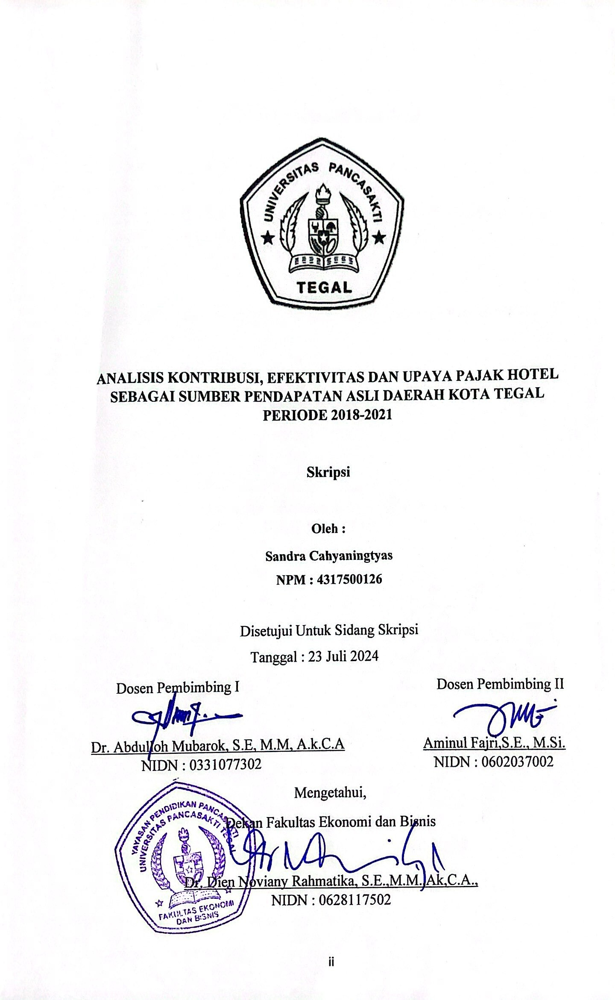 UNIVERSITAS PANCASAKTI
TEGAL
ANALISIS KONTRIBUSI, EFEKTIVITAS DAN UPAYA PAJAK HOTEL
SEBAGAI SUMBER PENDAPATAN ASLI DAERAH KOTA TEGAL
PERIODE 2018-2021
Skripsi
Oleh :
Sandra Cahyaningtyas
NPM : 4317500126
Disetujui Untuk Sidang Skripsi
Tanggal : 23 Juli 2024
Dosen Pembimbing I
Dosen Pembimbing II
Dr. Abdulloh Mubarok, S.E, M.M, A.k.C.A
Aminul Fajri,S.E., M.Si.
NIDN : 0331077302
NIDN : 0602037002
Mengetahui,
Dekan Fakultas Ekonomi dan Bisnis
YAYASAN PENDIDIKAN PANCASAKTI
UNIVERSITAS PANCASAKTI TEGAL
FAKULTAS EKONOMI
DAN BISNIS
Dr. Dien Noviany Rahmatika, S.E.,M.M.,Ak,C.A.,
NIDN : 0628117502
ii